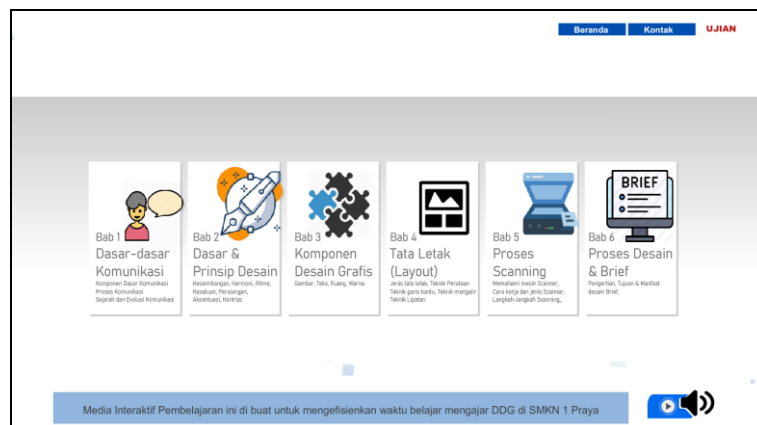 Beranda
Kontak
UJIAN
Bab 1
Dasar-dasar
Komunikasi
Komponen Dasar Komunikasi
Proses Komunikasi
Sejarah dan Evolusi Komunikasi
Bab 2
Dasar &
Prinsip Desain
Keseimbangan, Harmoni, Ritme,
Kesatuan, Perulangan,
Aksentuasi, Kontras
Bab 3
Komponen
Desain Grafis
Gambar, Teks, Ruang, Warna
Bab 4
Tata Letak
(Layout)
Jenis tata letak, Teknik Perataan
Teknik garis bantu, Teknik mengalir
Teknik Lipatan
Bab 5
Proses
Scanning
Memahami mesin Scanner,
Cara kerja dan jenis Scanner,
Langkah-langkah Scanning,
BRIEF
Bab 6
Proses Desain
& Brief
Pengertian, Tujuan & Manfaat
desain Brief,
Media Interaktif Pembelajaran ini di buat untuk mengefisienkan waktu belajar mengajar DDG di SMKN 1 Praya